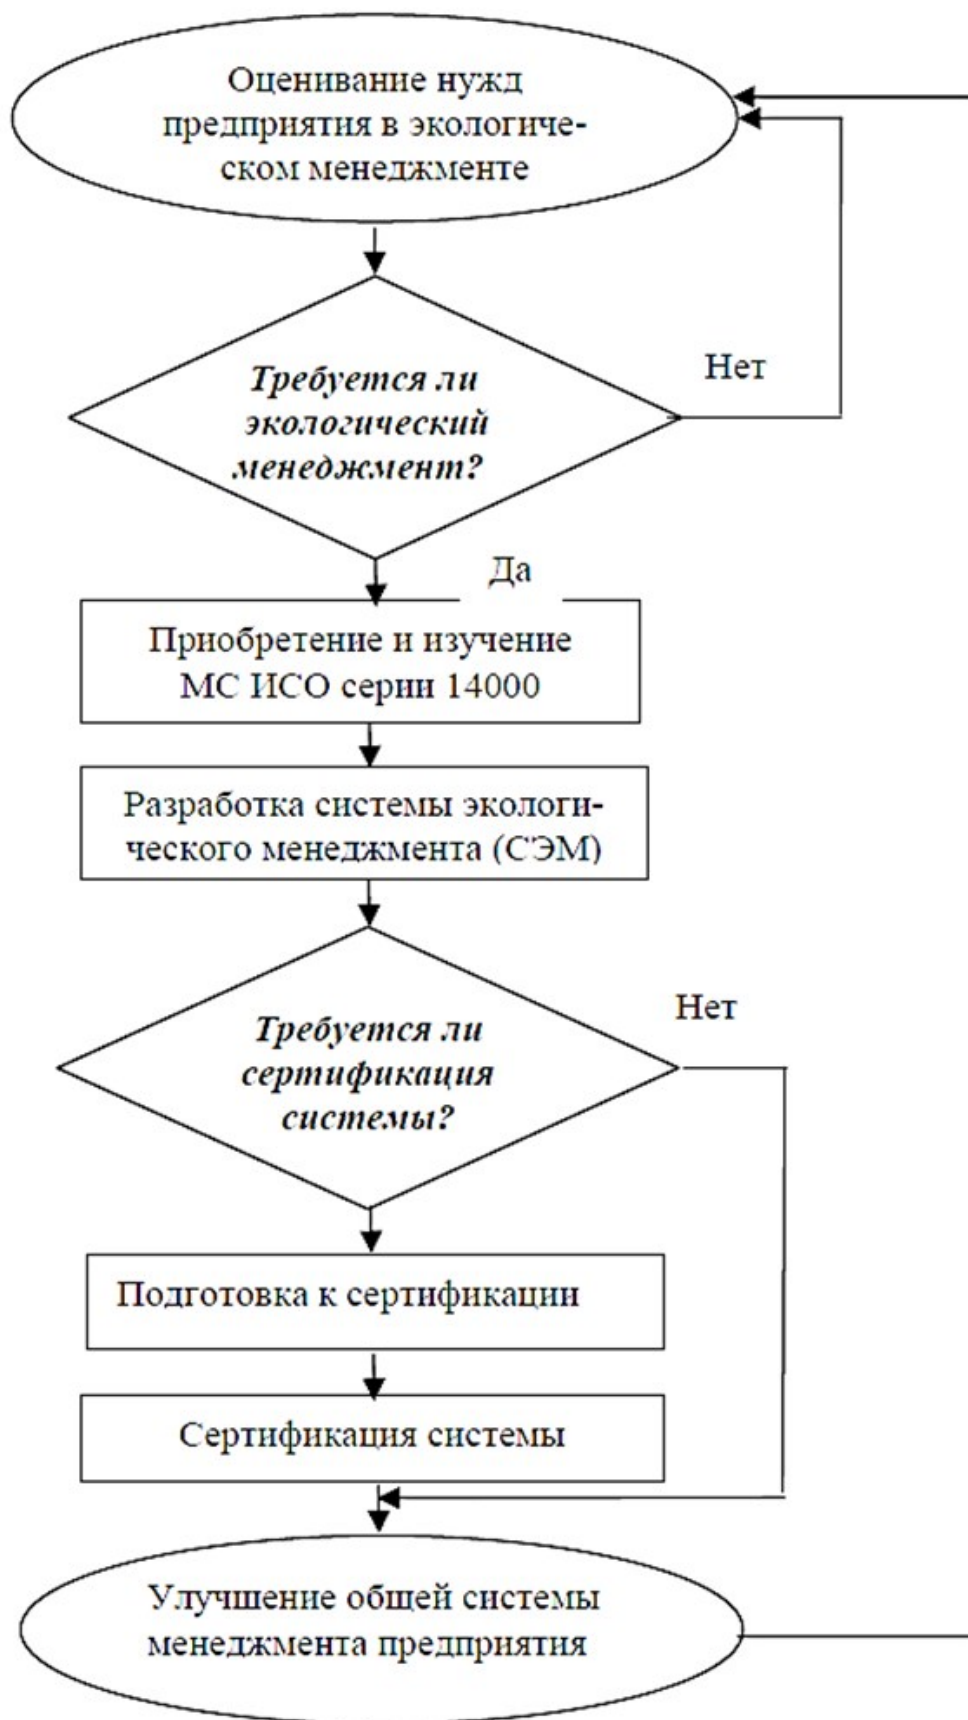 Оценивание нужд
предприятия в экологиче-
ском менеджменте
Требуется ли
экологический
менеджмент?
Нет
Да
Приобретение и изучение
МС ИСО серии 14000
Разработка системы экологи-
ческого менеджмента (СЭМ)
Требуется ли
сертификация
системы?
Нет
Подготовка к сертификации
Сертификация системы
Улучшение общей системы
менеджмента предприятия